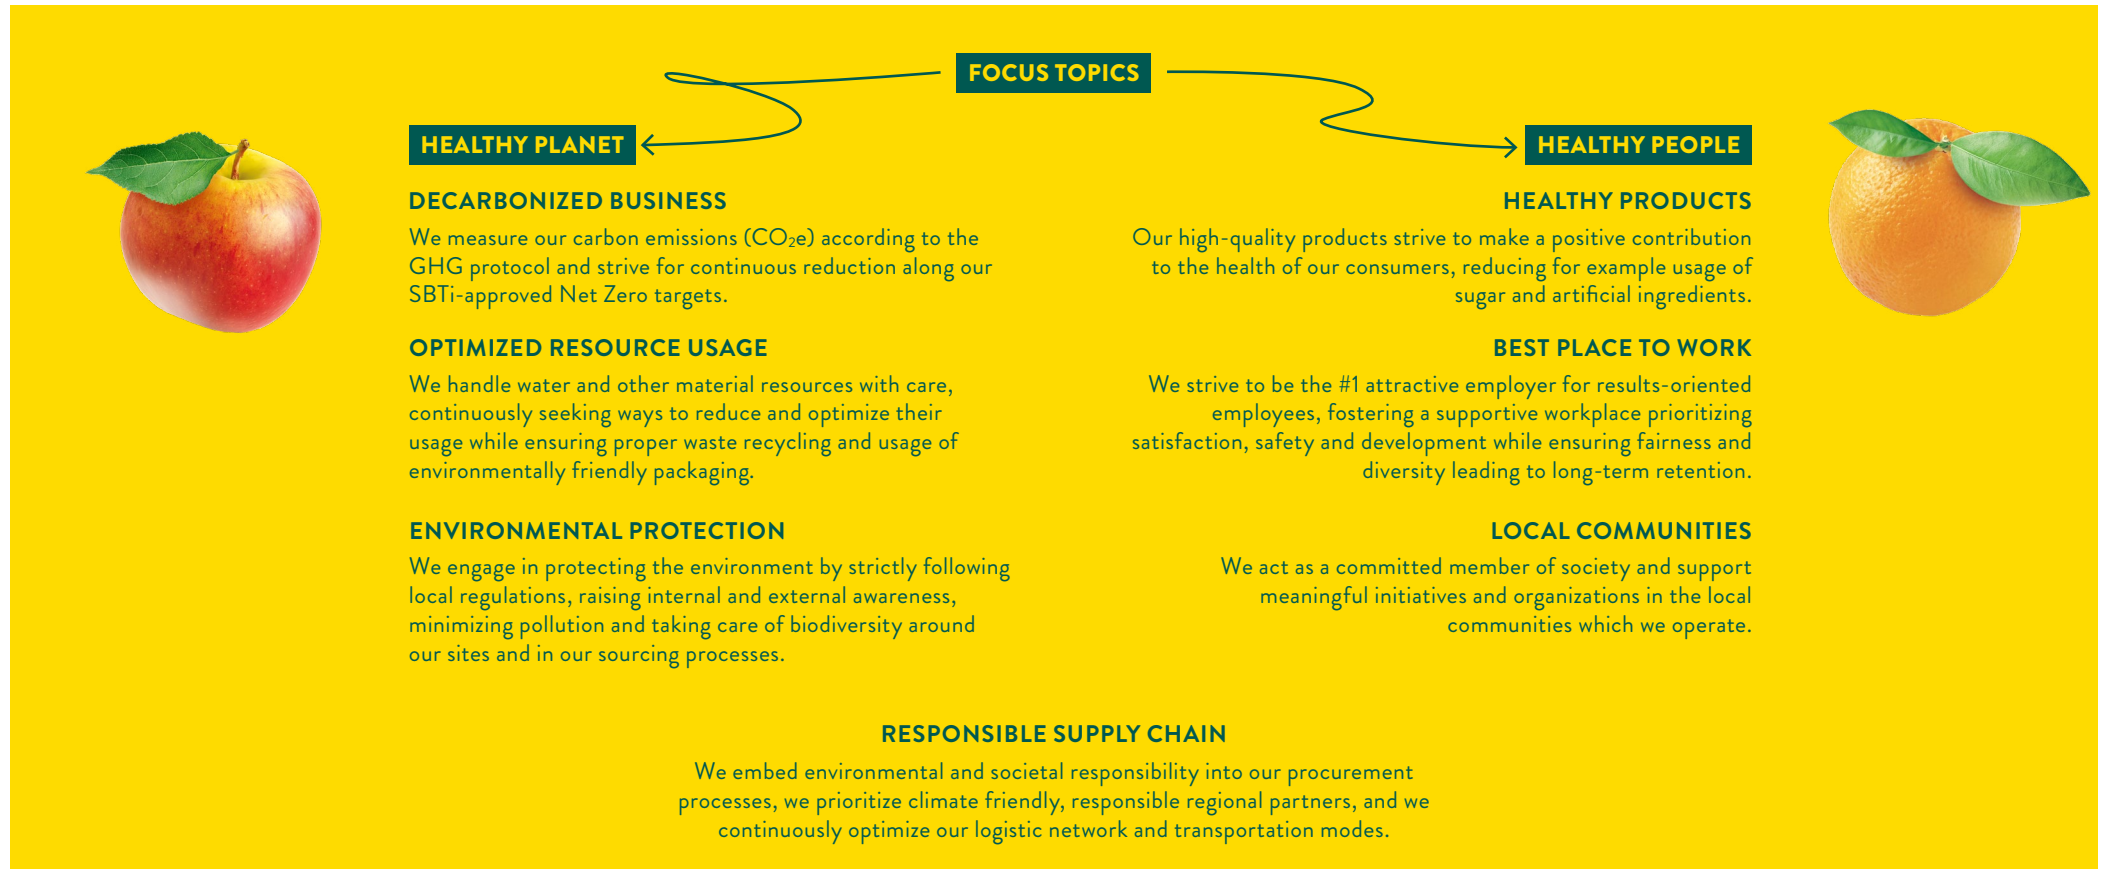 FOCUS TOPICS
HEALTHY PLANET
DECARBONIZED BUSINESS
We measure our carbon emissions (CO₂e) according to the
GHG protocol and strive for continuous reduction along our
SBTi-approved Net Zero targets.
OPTIMIZED RESOURCE USAGE
We handle water and other material resources with care,
continuously seeking ways to reduce and optimize their
usage while ensuring proper waste recycling and usage of
environmentally friendly packaging.
ENVIRONMENTAL PROTECTION
We engage in protecting the environment by strictly following
local regulations, raising internal and external awareness,
minimizing pollution and taking care of biodiversity around
our sites and in our sourcing processes.
HEALTHY PEOPLE
HEALTHY PRODUCTS
Our high-quality products strive to make a positive contribution
to the health of our consumers, reducing for example usage of
sugar and artificial ingredients.
BEST PLACE TO WORK
We strive to be the #1 attractive employer for results-oriented
employees, fostering a supportive workplace prioritizing
satisfaction, safety and development while ensuring fairness and
diversity leading to long-term retention.
LOCAL COMMUNITIES
We act as a committed member of society and support
meaningful initiatives and organizations in the local
communities which we operate.
RESPONSIBLE SUPPLY CHAIN
We embed environmental and societal responsibility into our procurement
processes, we prioritize climate friendly, responsible regional partners, and we
continuously optimize our logistic network and transportation modes.